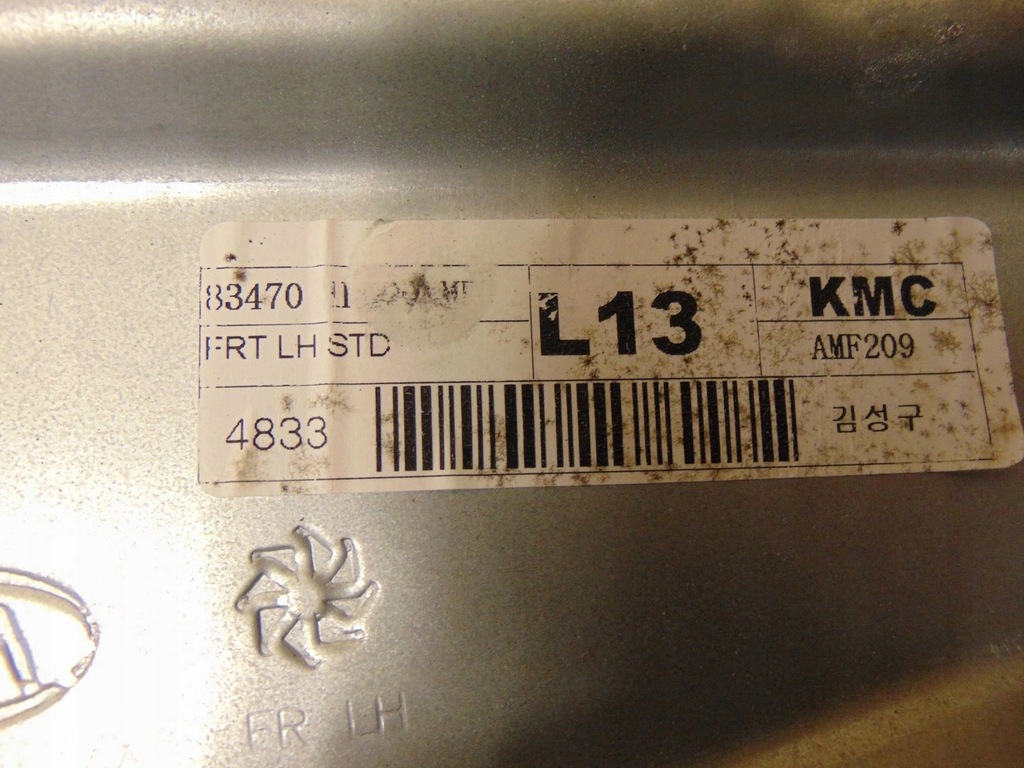 83470
FRT LH STD
L13
KMC
AMF209
4833
김성구
FR LH